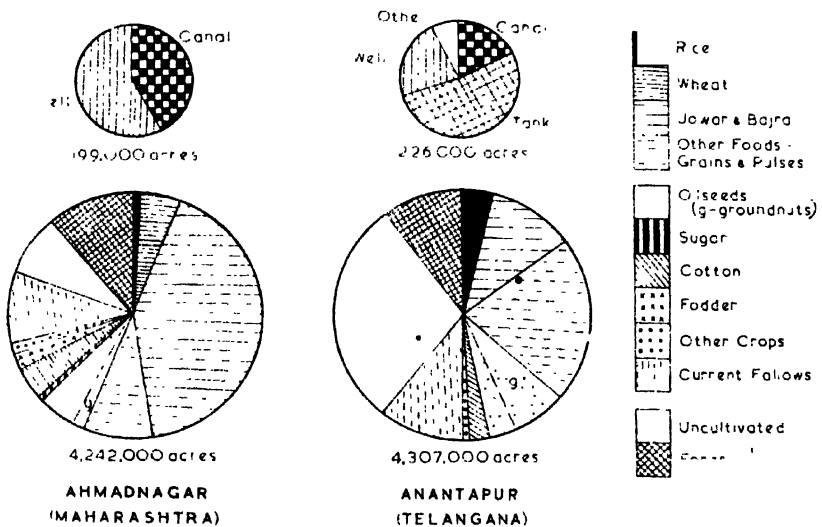 Othe
Canal
Canal
Well
ell
Tank
199,000 acres
226,000 acres
Rice
Wheat
Jowar & Bajra
Other Foods -
Grains & Pulses
Oilseeds
(g-groundnuts)
Sugar
Cotton
Fodder
Other Crops
Current Fallows
Uncultivated
g
g
4,242,000 acres
4,307,000 acres
AHMADNAGAR
(MAHARASHTRA)
ANANTAPUR
(TELANGANA)